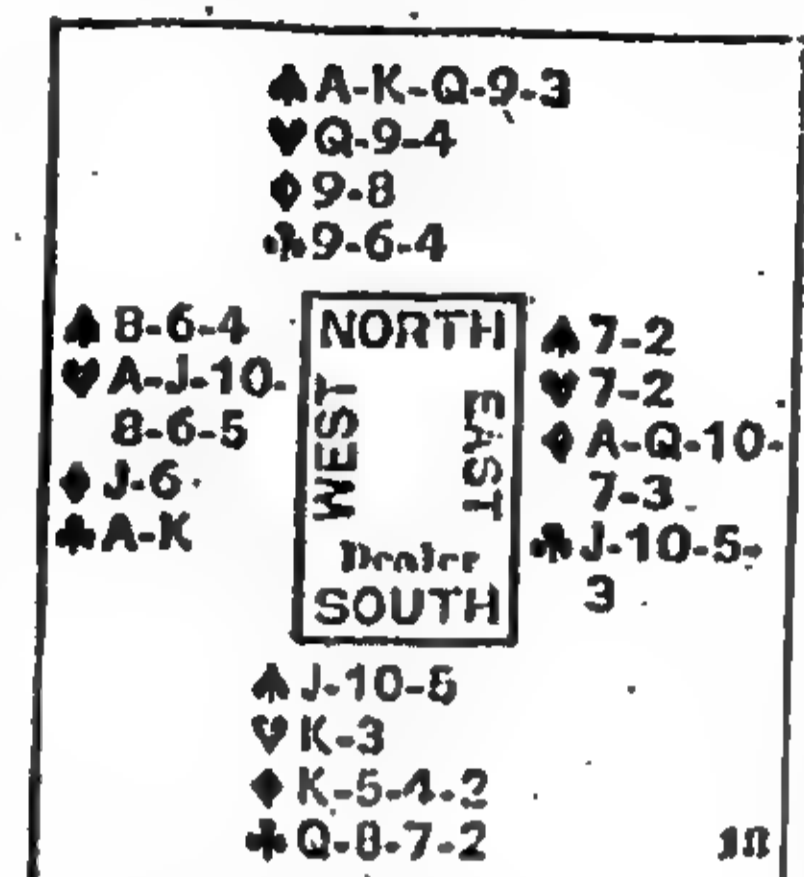 ♠ A-K-Q-9-3
♥ Q-9-4
♦ 9-8
♣ 9-6-4
♠ 8-6-4
♥ A-J-10-
8-6-5
♦ J-6
♣ A-K
NORTH
WEST
EAST
Dealer
SOUTH
♠ 7-2
♥ 7-2
♦ A-Q-10-
7-3
♣ J-10-5-
3
♠ J-10-5
♥ K-3
♦ K-5-4-2
♣ Q-8-7-2